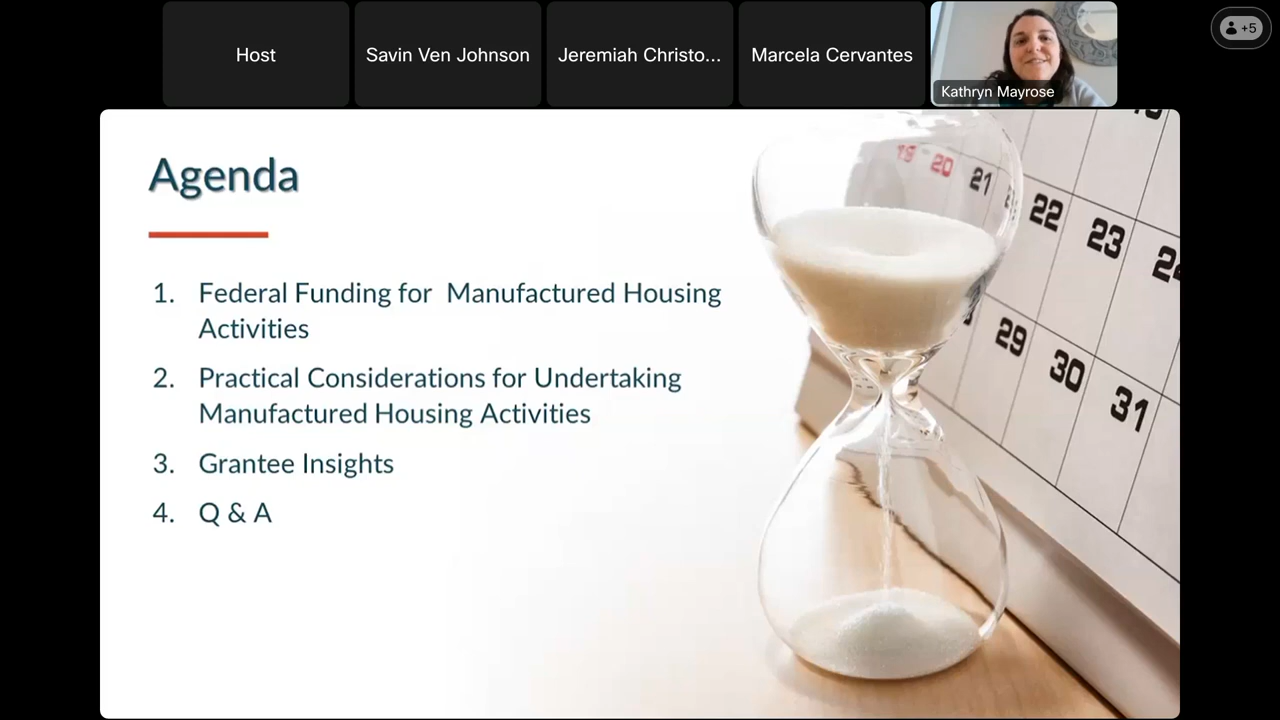 Host
Savin Ven Johnson
Jeremiah Christo...
Marcela Cervantes
Kathryn Mayrose
+5
Agenda
1. Federal Funding for Manufactured Housing
Activities
2. Practical Considerations for Undertaking
Manufactured Housing Activities
3. Grantee Insights
4. Q & A
19 20 21 22 23
29 30 31